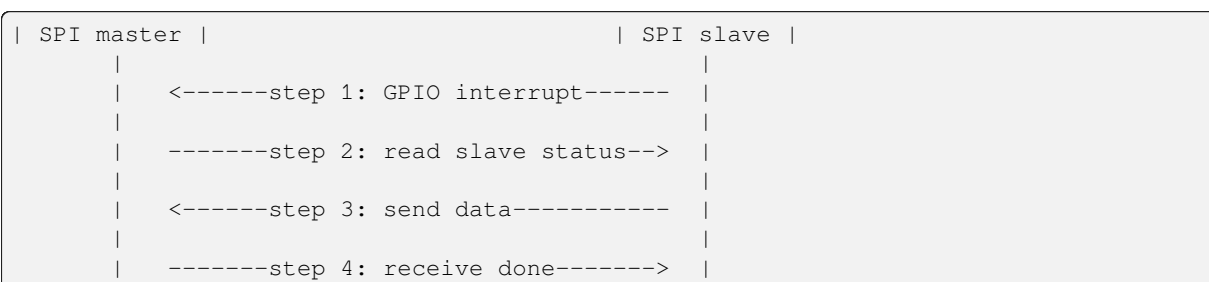 | SPI master |                                 | SPI slave |
       |                                              |
       |   <------step 1: GPIO interrupt------  |
       |                                              |
       |   -------step 2: read slave status-->  |
       |                                              |
       |   <------step 3: send data-----------  |
       |                                              |
       |   -------step 4: receive done------->  |